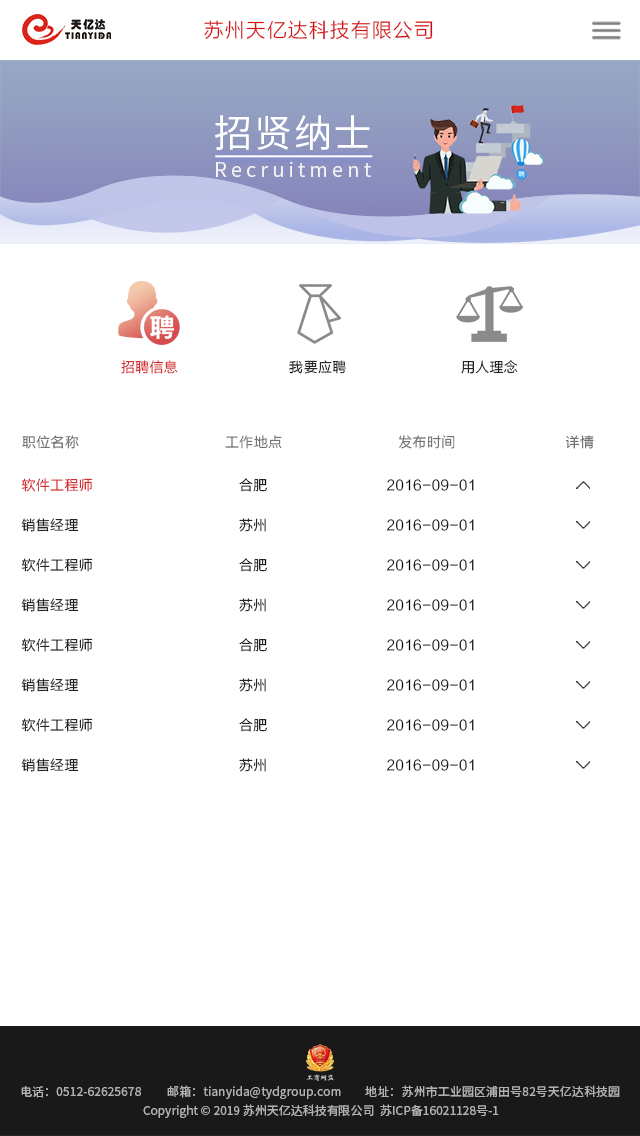 天亿达
TIANYIDA
苏州天亿达科技有限公司
招贤纳士
Recruitment
聘
聘
招聘信息 我要应聘 用人理念
职位名称 工作地点 发布时间 详情
软件工程师 合肥 2016-09-01
销售经理 苏州 2016-09-01
软件工程师 合肥 2016-09-01
销售经理 苏州 2016-09-01
软件工程师 合肥 2016-09-01
销售经理 苏州 2016-09-01
软件工程师 合肥 2016-09-01
销售经理 苏州 2016-09-01
工商网监
电话：0512-62625678 邮箱：tianyida@tydgroup.com 地址：苏州市工业园区浦田号82号天亿达科技园
Copyright © 2019 苏州天亿达科技有限公司 苏ICP备16021128号-1